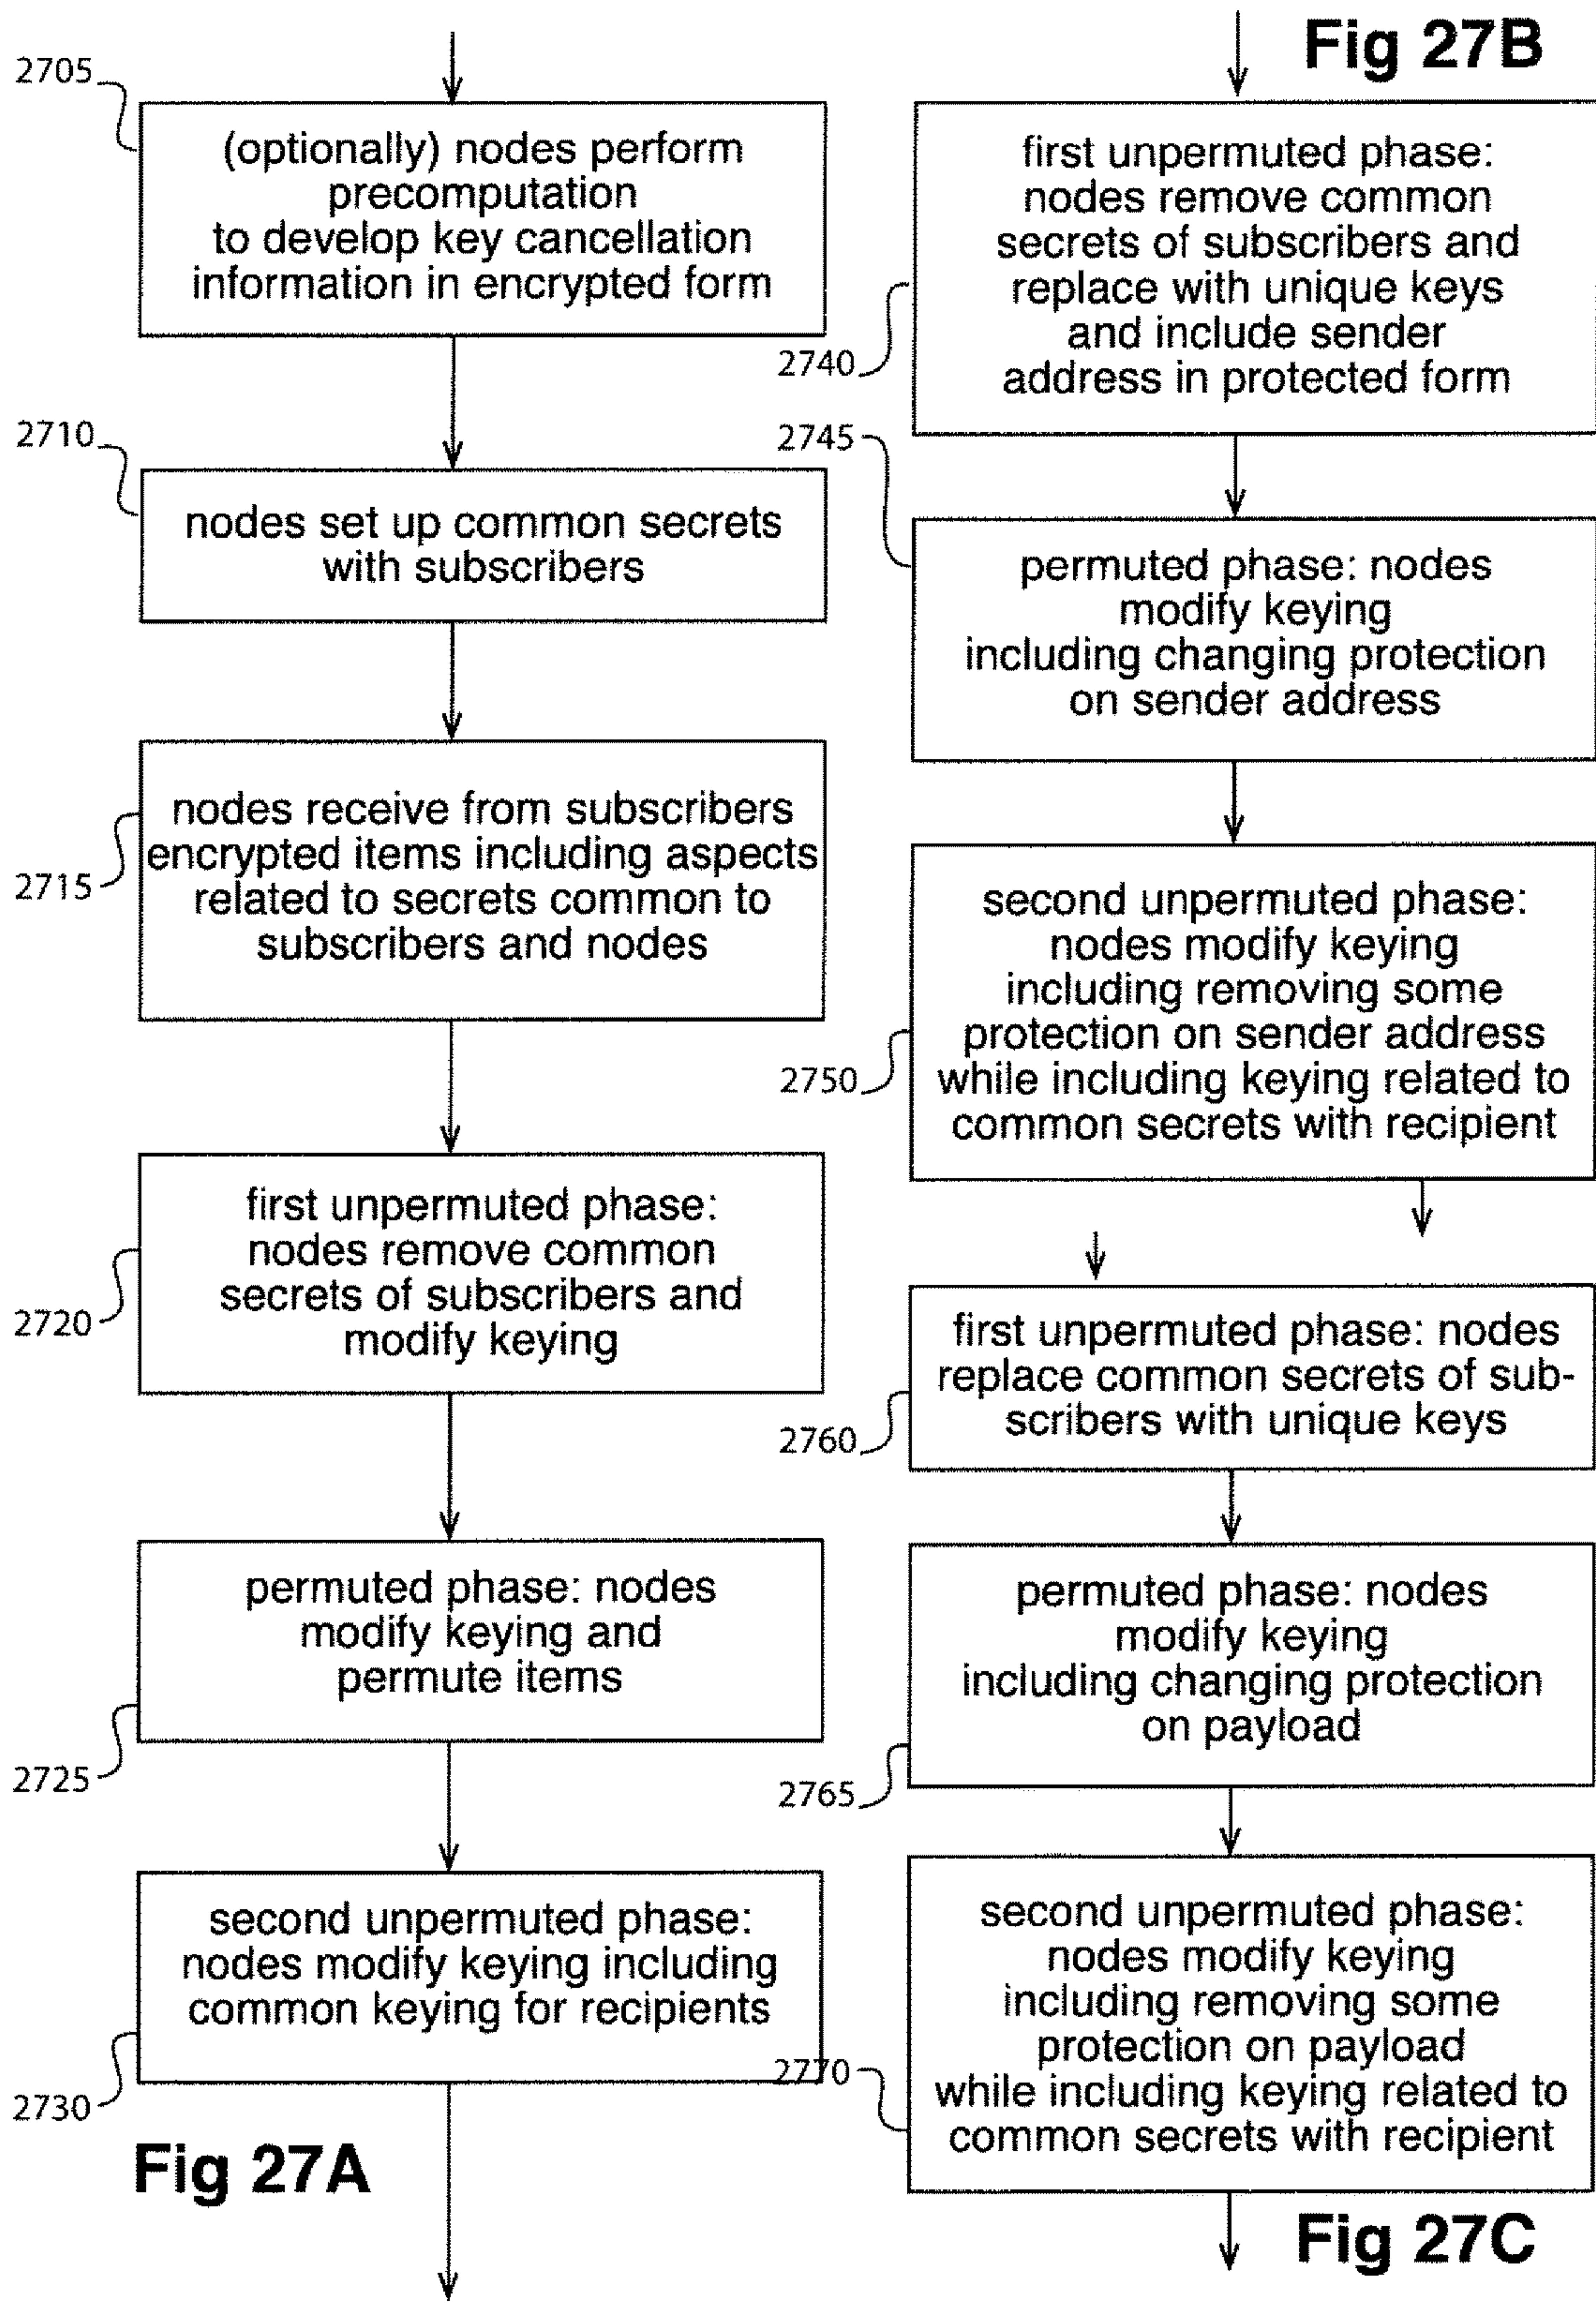 2705
(optionally) nodes perform
precomputation
to develop key cancellation
information in encrypted form
2710
nodes set up common secrets
with subscribers
2715
nodes receive from subscribers
encrypted items including aspects
related to secrets common to
subscribers and nodes
2720
first unpermuted phase:
nodes remove common
secrets of subscribers and
modify keying
2725
permuted phase: nodes
modify keying and
permute items
2730
second unpermuted phase:
nodes modify keying including
common keying for recipients
Fig 27A
Fig 27B
2740
first unpermuted phase:
nodes remove common
secrets of subscribers and
replace with unique keys
and include sender
address in protected form
2745
permuted phase: nodes
modify keying
including changing protection
on sender address
2750
second unpermuted phase:
nodes modify keying
including removing some
protection on sender address
while including keying related to
common secrets with recipient
2760
first unpermuted phase: nodes
replace common secrets of sub-
scribers with unique keys
2765
permuted phase: nodes
modify keying
including changing protection
on payload
2770
second unpermuted phase:
nodes modify keying
including removing some
protection on payload
while including keying related to
common secrets with recipient
Fig 27C